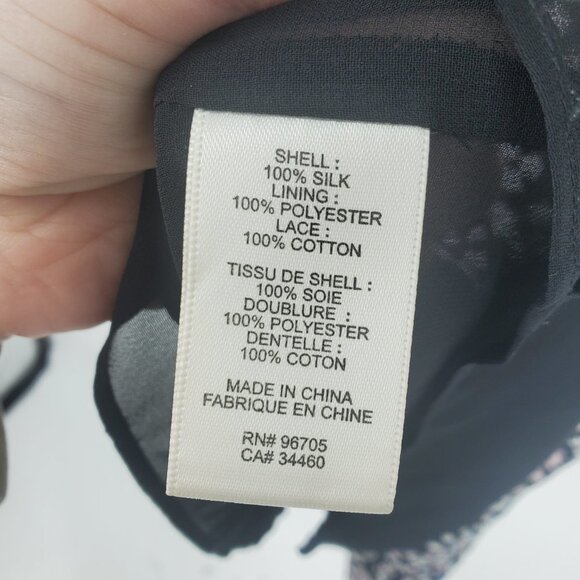 SHELL :
100% SILK
LINING :
100% POLYESTER
LACE :
100% COTTON
TISSU DE SHELL :
100% SOIE
DOUBLURE :
100% POLYESTER
DENTELLE :
100% COTON
MADE IN CHINA
FABRIQUE EN CHINE
RN# 96705
CA# 34460